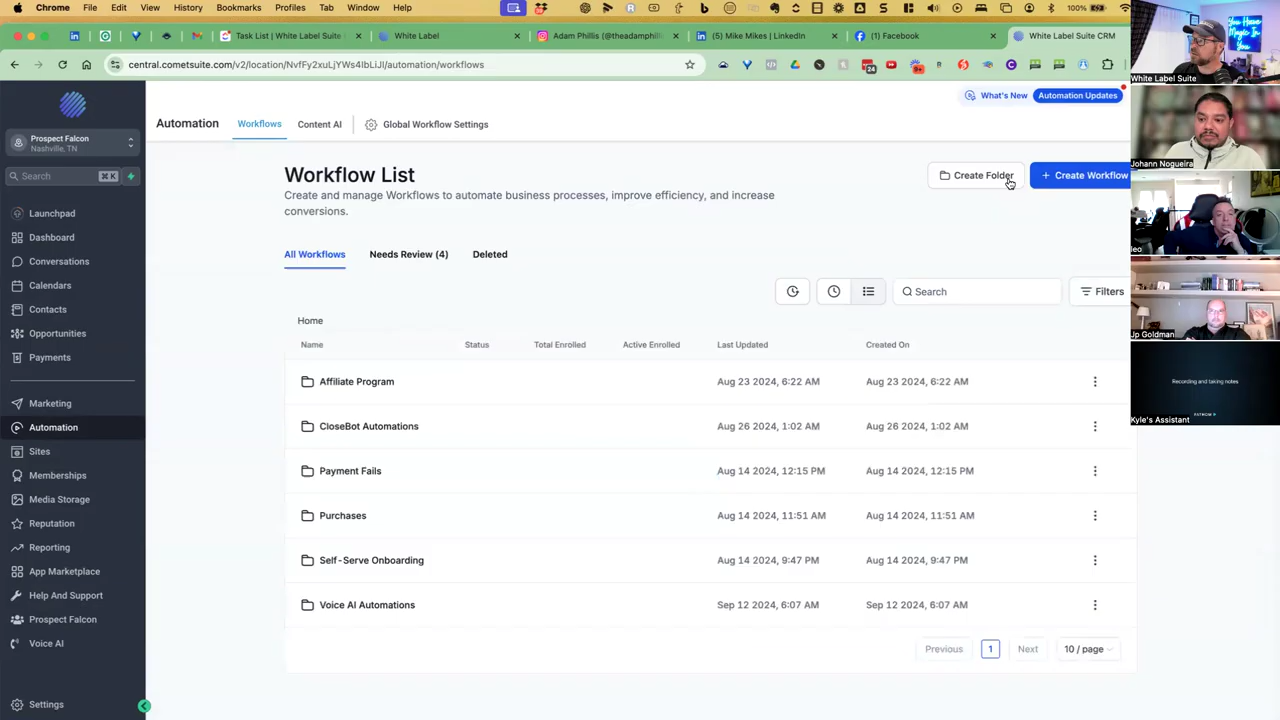 Chrome File Edit View History Bookmarks Profiles Tab Window Help
100%
Task List | White Label Suite
White Label
Adam Phillis (@theadamphill
(5) Mike Mikes | LinkedIn
(1) Facebook
White Label Suite CRM
central.cometsuite.com/v2/location/NvfFy2xuLjYWs4IbLiJI/automation/workflows
24
9+
What's New
Automation Updates
Automation
Workflows
Content AI
Global Workflow Settings
Prospect Falcon
Nashville, TN
Search
⌘K
Launchpad
Dashboard
Conversations
Calendars
Contacts
Opportunities
Payments
Marketing
Automation
Sites
Memberships
Media Storage
Reputation
Reporting
App Marketplace
Help And Support
Prospect Falcon
Voice AI
Settings
Workflow List
Create and manage Workflows to automate business processes, improve efficiency, and increase
conversions.
Create Folder
+ Create Workflow
All Workflows
Needs Review (4)
Deleted
Search
Filters
Home
Name Status Total Enrolled Active Enrolled Last Updated Created On
Affiliate Program Aug 23 2024, 6:22 AM Aug 23 2024, 6:22 AM
CloseBot Automations Aug 26 2024, 1:02 AM Aug 26 2024, 1:02 AM
Payment Fails Aug 14 2024, 12:15 PM Aug 14 2024, 12:15 PM
Purchases Aug 14 2024, 11:51 AM Aug 14 2024, 11:51 AM
Self-Serve Onboarding Aug 14 2024, 9:47 PM Aug 14 2024, 9:47 PM
Voice AI Automations Sep 12 2024, 6:07 AM Sep 12 2024, 6:07 AM
Previous 1 Next 10 / page
You Have
Magic In
You
White Label Suite
Johann Nogueira
leo
Jp Goldman
Recording and taking notes
FATHOM
Kyle's Assistant